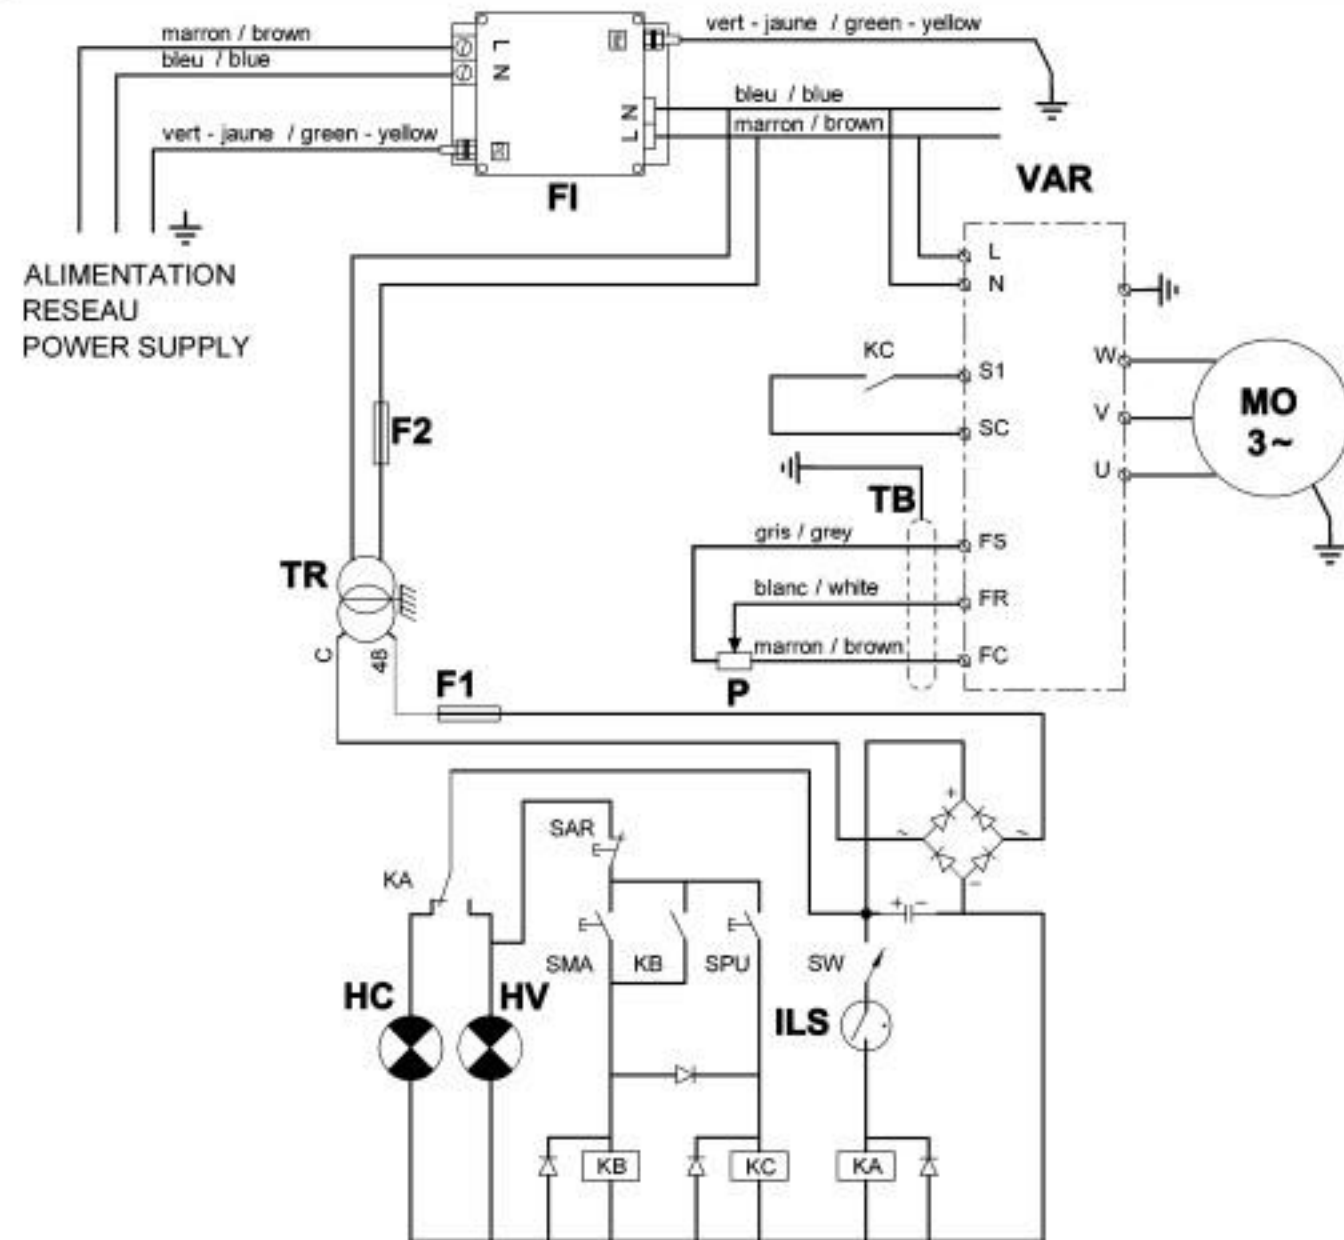 marron / brown
bleu / blue
vert - jaune / green - yellow
L
N
L N
FI
vert - jaune / green - yellow
bleu / blue
marron / brown
ALIMENTATION
RESEAU
POWER SUPPLY
VAR
L
N
KC
S1
SC
W
V
U
MO
3~
F2
TB
gris / grey
FS
blanc / white
FR
marron / brown
FC
P
TR
C
48
F1
+
~
~
-
+ -
SAR
KA
SMA
KB
SPU
SW
HC
HV
ILS
KB
KC
KA